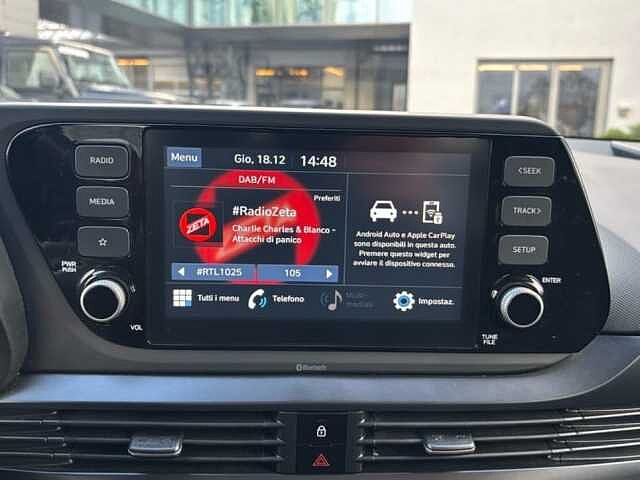 RADIO
MEDIA
PWR
PUSH
VOL
Menu
Gio, 18.12
14:48
DAB/FM
Preferiti
ZETA
#RadioZeta
Charlie Charles & Blanco -
Attacchi di panico
#RTL1025
105
Android Auto e Apple CarPlay
sono disponibili in questa auto.
Premere questo widget per
avviare il dispositivo connesso.
Tutti i menu
Telefono
Multi-
mediale
Impostaz.
< SEEK
TRACK >
SETUP
ENTER
TUNE
FILE
Bluetooth